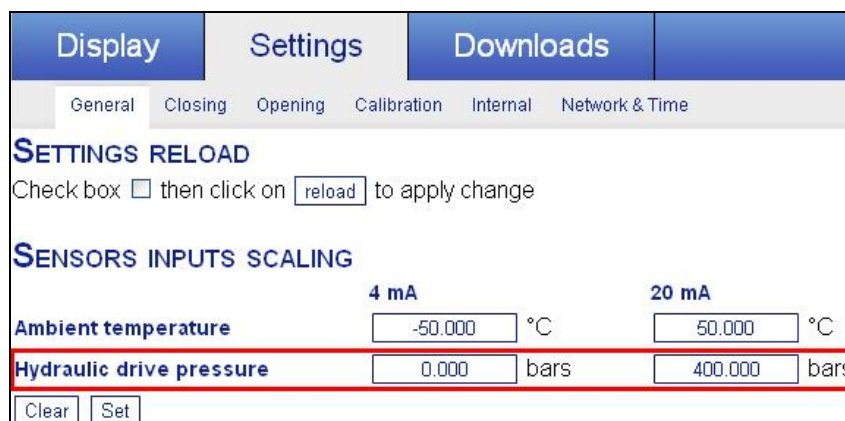 Display Settings Downloads
General Closing Opening Calibration Internal Network & Time
SETTINGS RELOAD
Check box then click on reload to apply change
SENSORS INPUTS SCALING
4 mA 20 mA
Ambient temperature -50.000 °C 50.000 °C
Hydraulic drive pressure 0.000 bars 400.000 bars
Clear Set